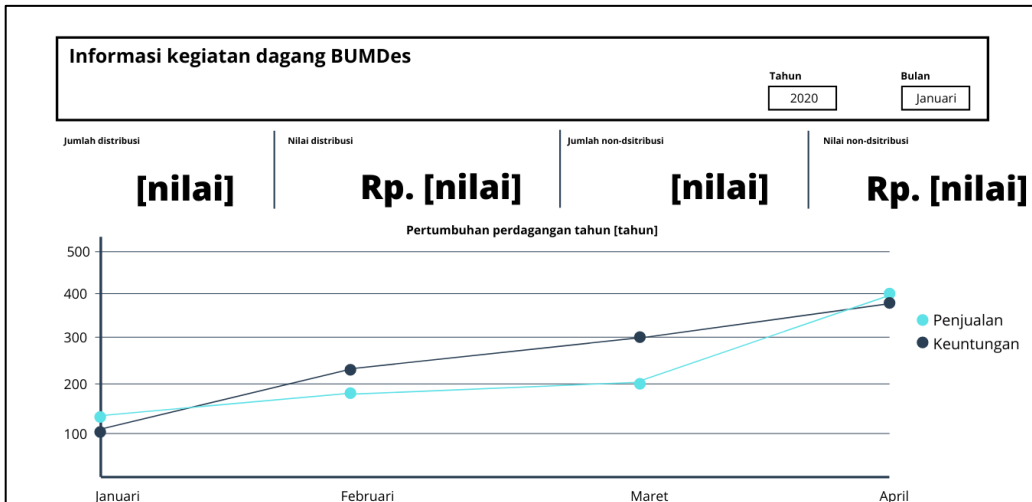 Informasi kegiatan dagang BUMDes
Tahun
Bulan
2020
Januari
Jumlah distribusi
Nilai distribusi
Jumlah non-dsitribusi
Nilai non-dsitribusi
[nilai]
Rp. [nilai]
[nilai]
Rp. [nilai]
Pertumbuhan perdagangan tahun [tahun]
500
400
300
200
100
Penjualan
Keuntungan
Januari
Februari
Maret
April